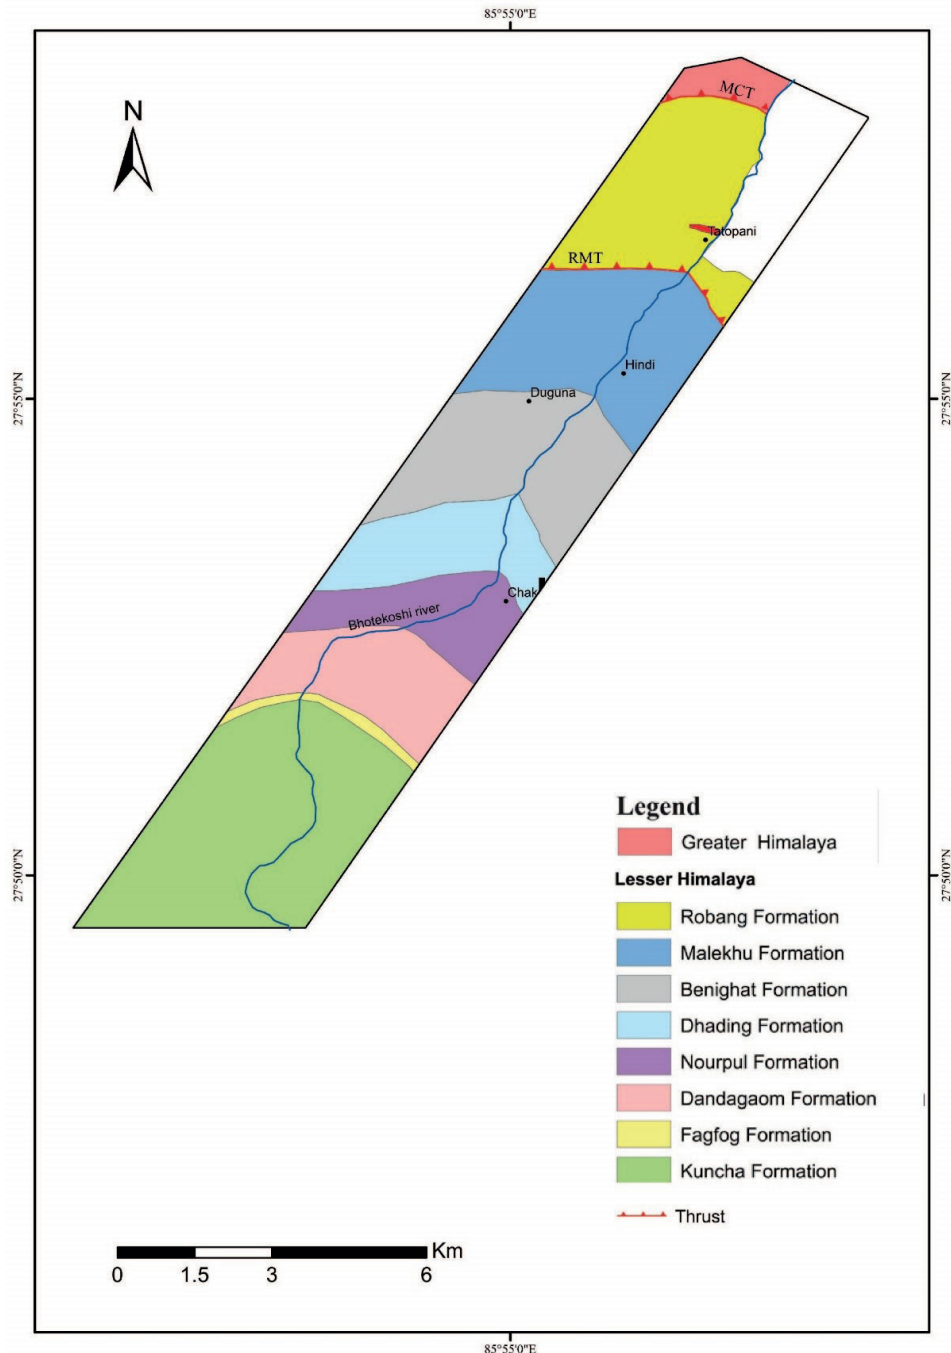 85°55'0"E
N
MCT
Tatopani
RMT
Hindi
Duguna
27°55'0"N
27°55'0"N
Chak
Bhotekoshi river
Legend
Greater Himalaya
Lesser Himalaya
Robang Formation
Malekhu Formation
Benighat Formation
Dhading Formation
Nourpul Formation
Dandagaom Formation
Fagfog Formation
Kuncha Formation
Thrust
27°50'0"N
27°50'0"N
Km
0 1.5 3 6
85°55'0"E